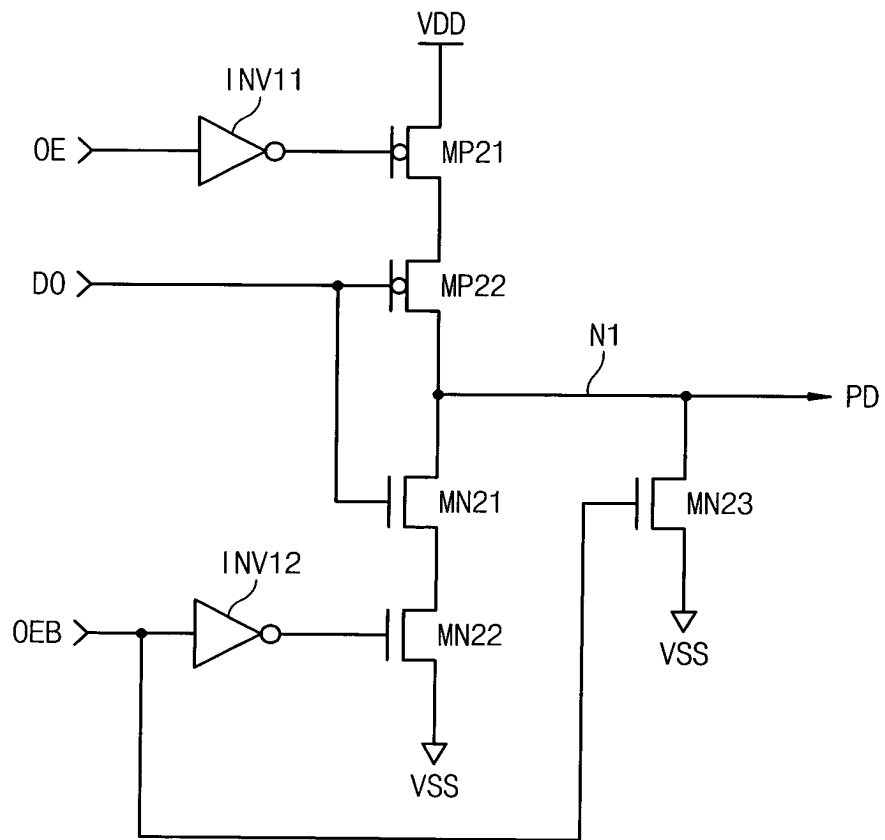 VDD
INV11
OE
MP21
DO
MP22
N1
PD
MN21
MN23
INV12
OEB
MN22
VSS
VSS